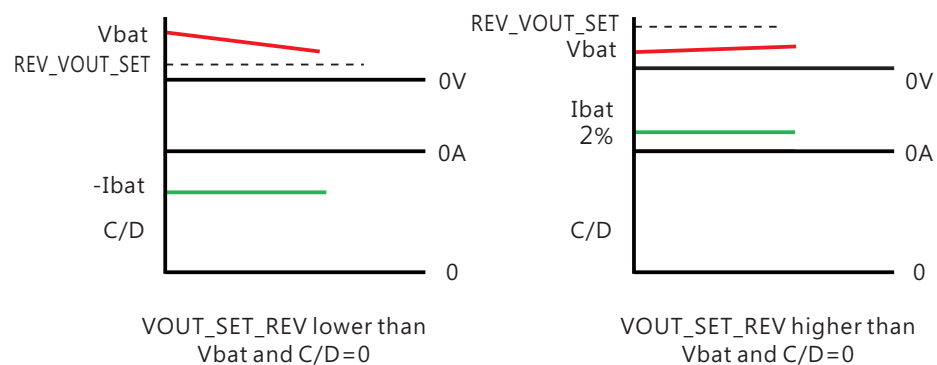 Vbat
REV_VOUT_SET
0V
0A
-Ibat
C/D
0
VOUT_SET_REV lower than
Vbat and C/D=0
REV_VOUT_SET
Vbat
0V
Ibat
2%
0A
C/D
0
VOUT_SET_REV higher than
Vbat and C/D=0